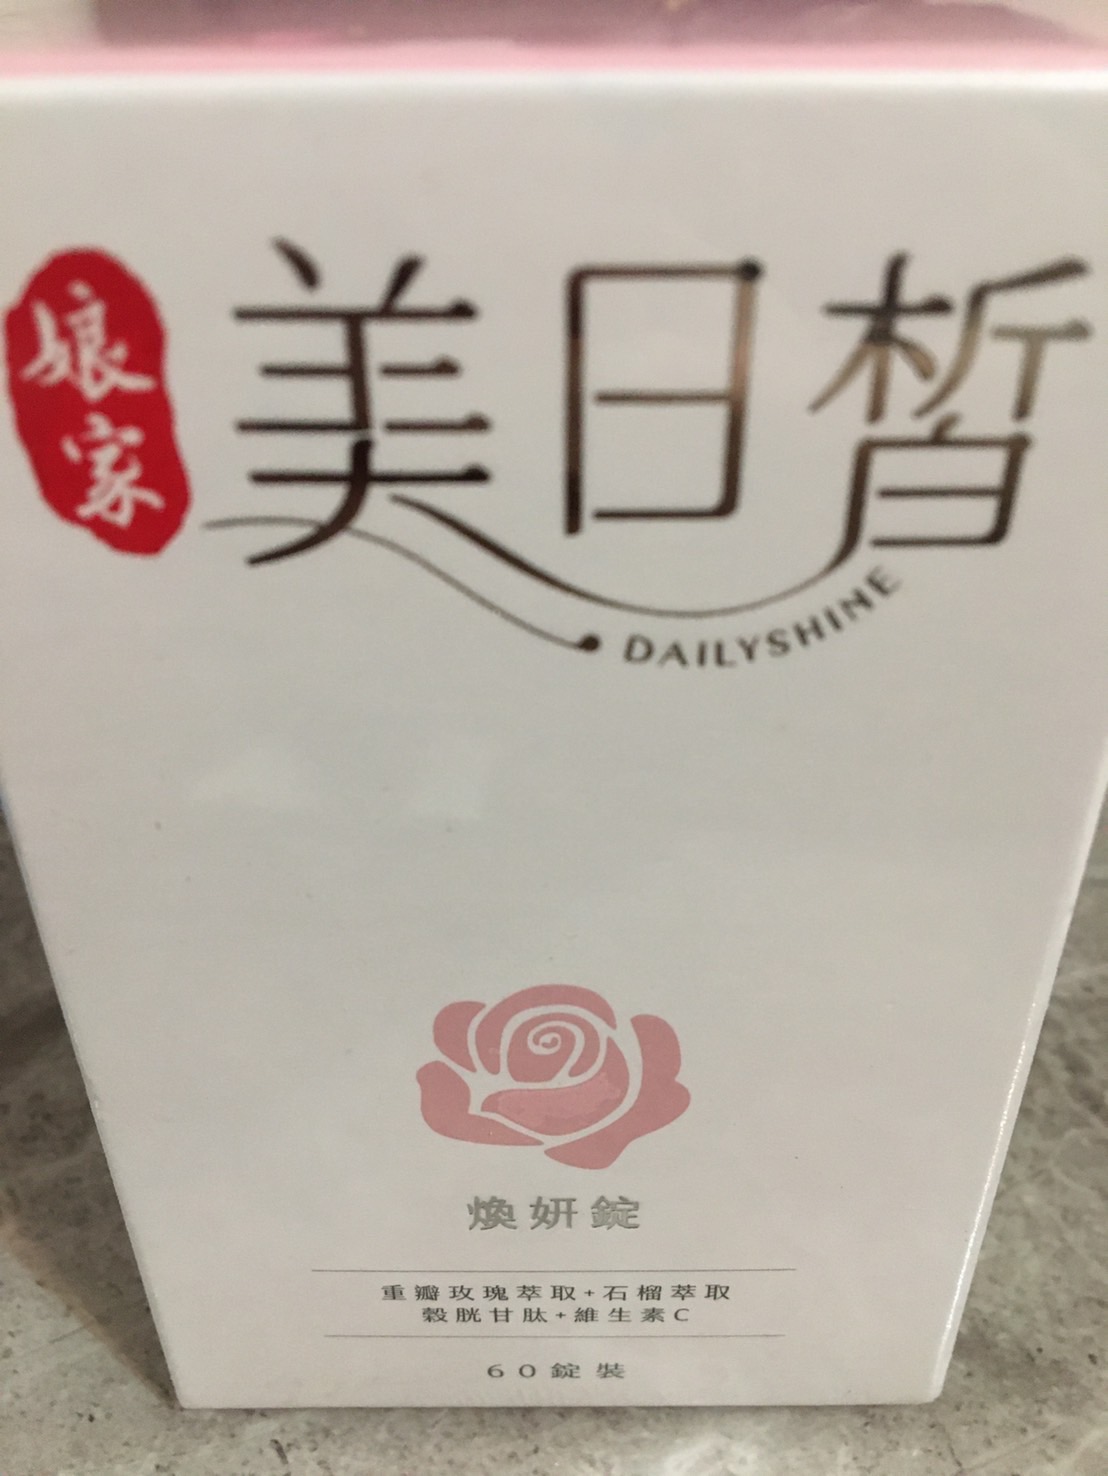 娘家
美日皙
DAILYSHINE
煥妍錠
重瓣玫瑰萃取+石榴萃取
穀胱甘肽+維生素C
60錠裝